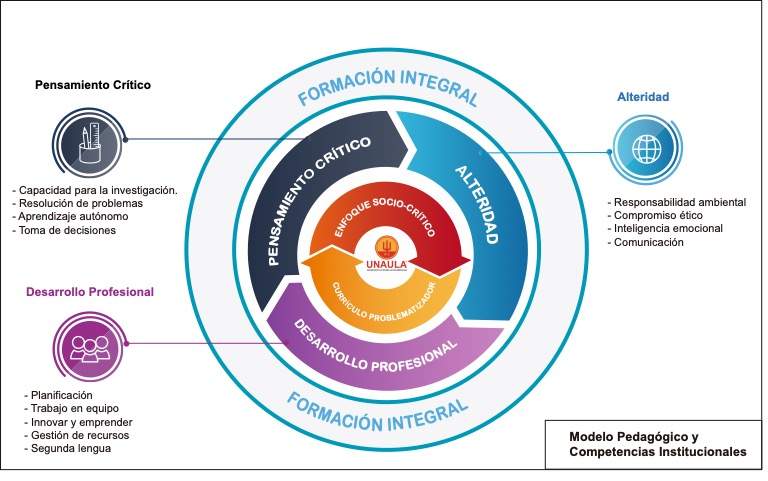 FORMACIÓN INTEGRAL
Pensamiento Crítico
- Capacidad para la investigación.
- Resolución de problemas
- Aprendizaje autónomo
- Toma de decisiones
Alteridad
- Responsabilidad ambiental
- Compromiso ético
- Inteligencia emocional
- Comunicación
PENSAMIENTO CRÍTICO
ALTERIDAD
ENFOQUE SOCIO-CRÍTICO
UNAULA
CURRÍCULO PROBLEMATIZADOR
DESARROLLO PROFESIONAL
Desarrollo Profesional
- Planificación
- Trabajo en equipo
- Innovar y emprender
- Gestión de recursos
- Segunda lengua
FORMACIÓN INTEGRAL
Modelo Pedagógico y
Competencias Institucionales